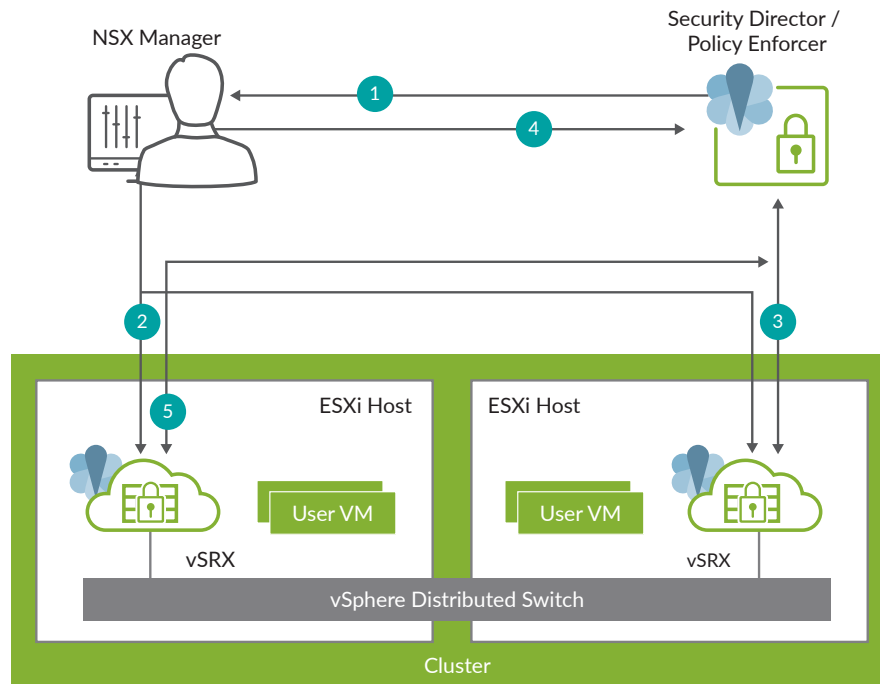 NSX Manager
Security Director /
Policy Enforcer
1
4
2
3
5
ESXi Host
ESXi Host
User VM
User VM
vSRX
vSRX
vSphere Distributed Switch
Cluster